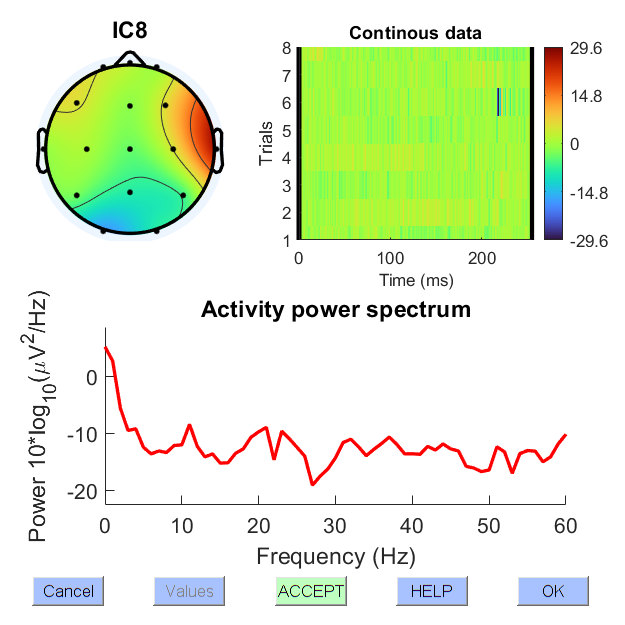 IC8
Continous data
Trials
8
7
6
5
4
3
2
1
0 100 200
Time (ms)
29.6
14.8
0
-14.8
-29.6
Activity power spectrum
Power 10*log10(μV2/Hz)
0
-10
-20
0 10 20 30 40 50 60
Frequency (Hz)
Cancel Values ACCEPT HELP OK